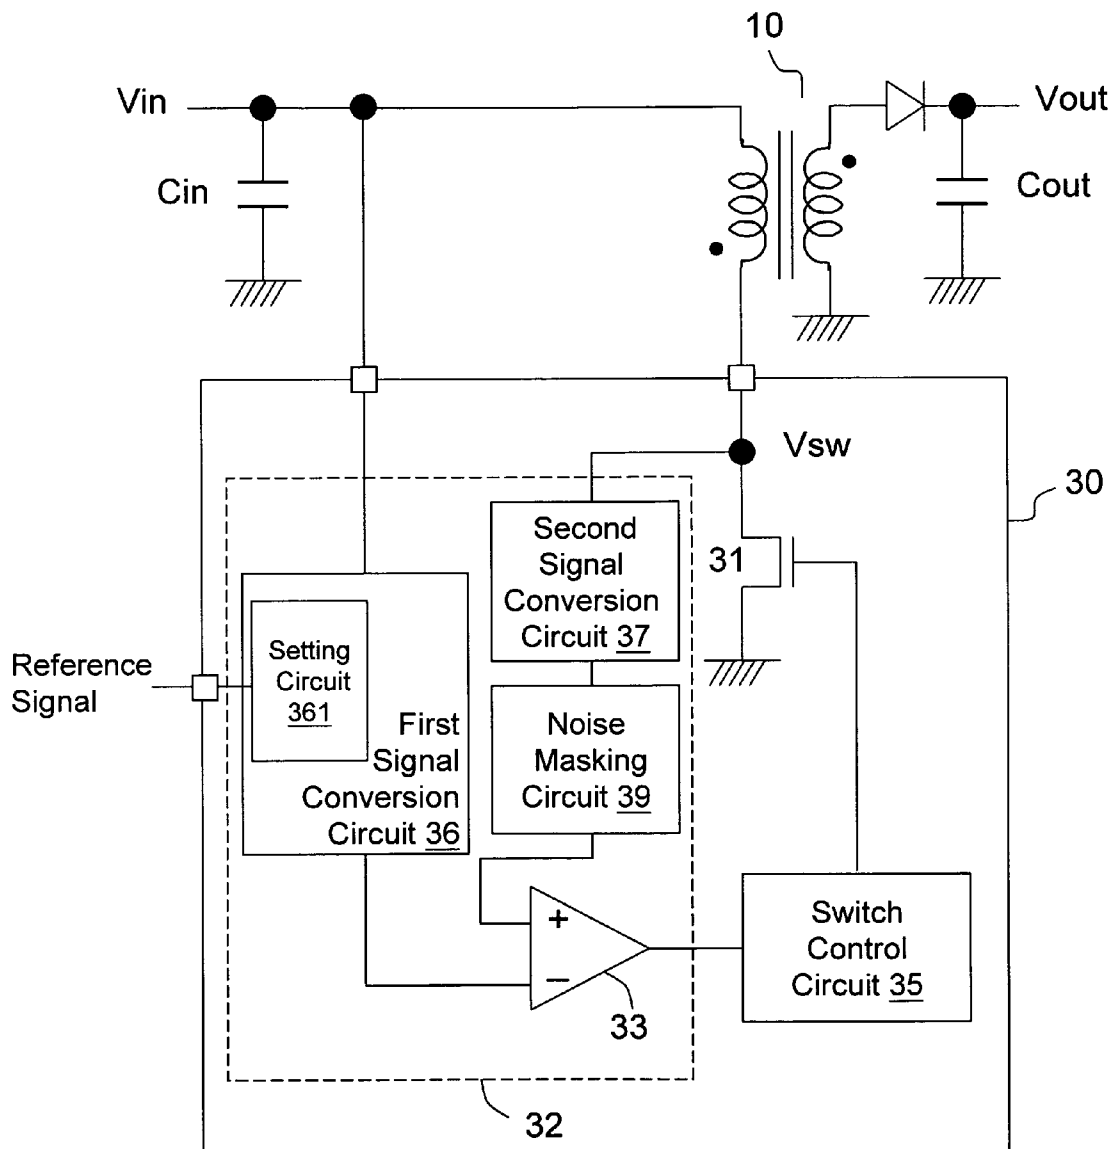 10
Vin
Vout
Cin
Cout
Vsw
30
Second
Signal
Conversion
Circuit 37
31
Setting
Circuit
361
Reference
Signal
First
Signal
Conversion
Circuit 36
Noise
Masking
Circuit 39
+
−
33
Switch
Control
Circuit 35
32